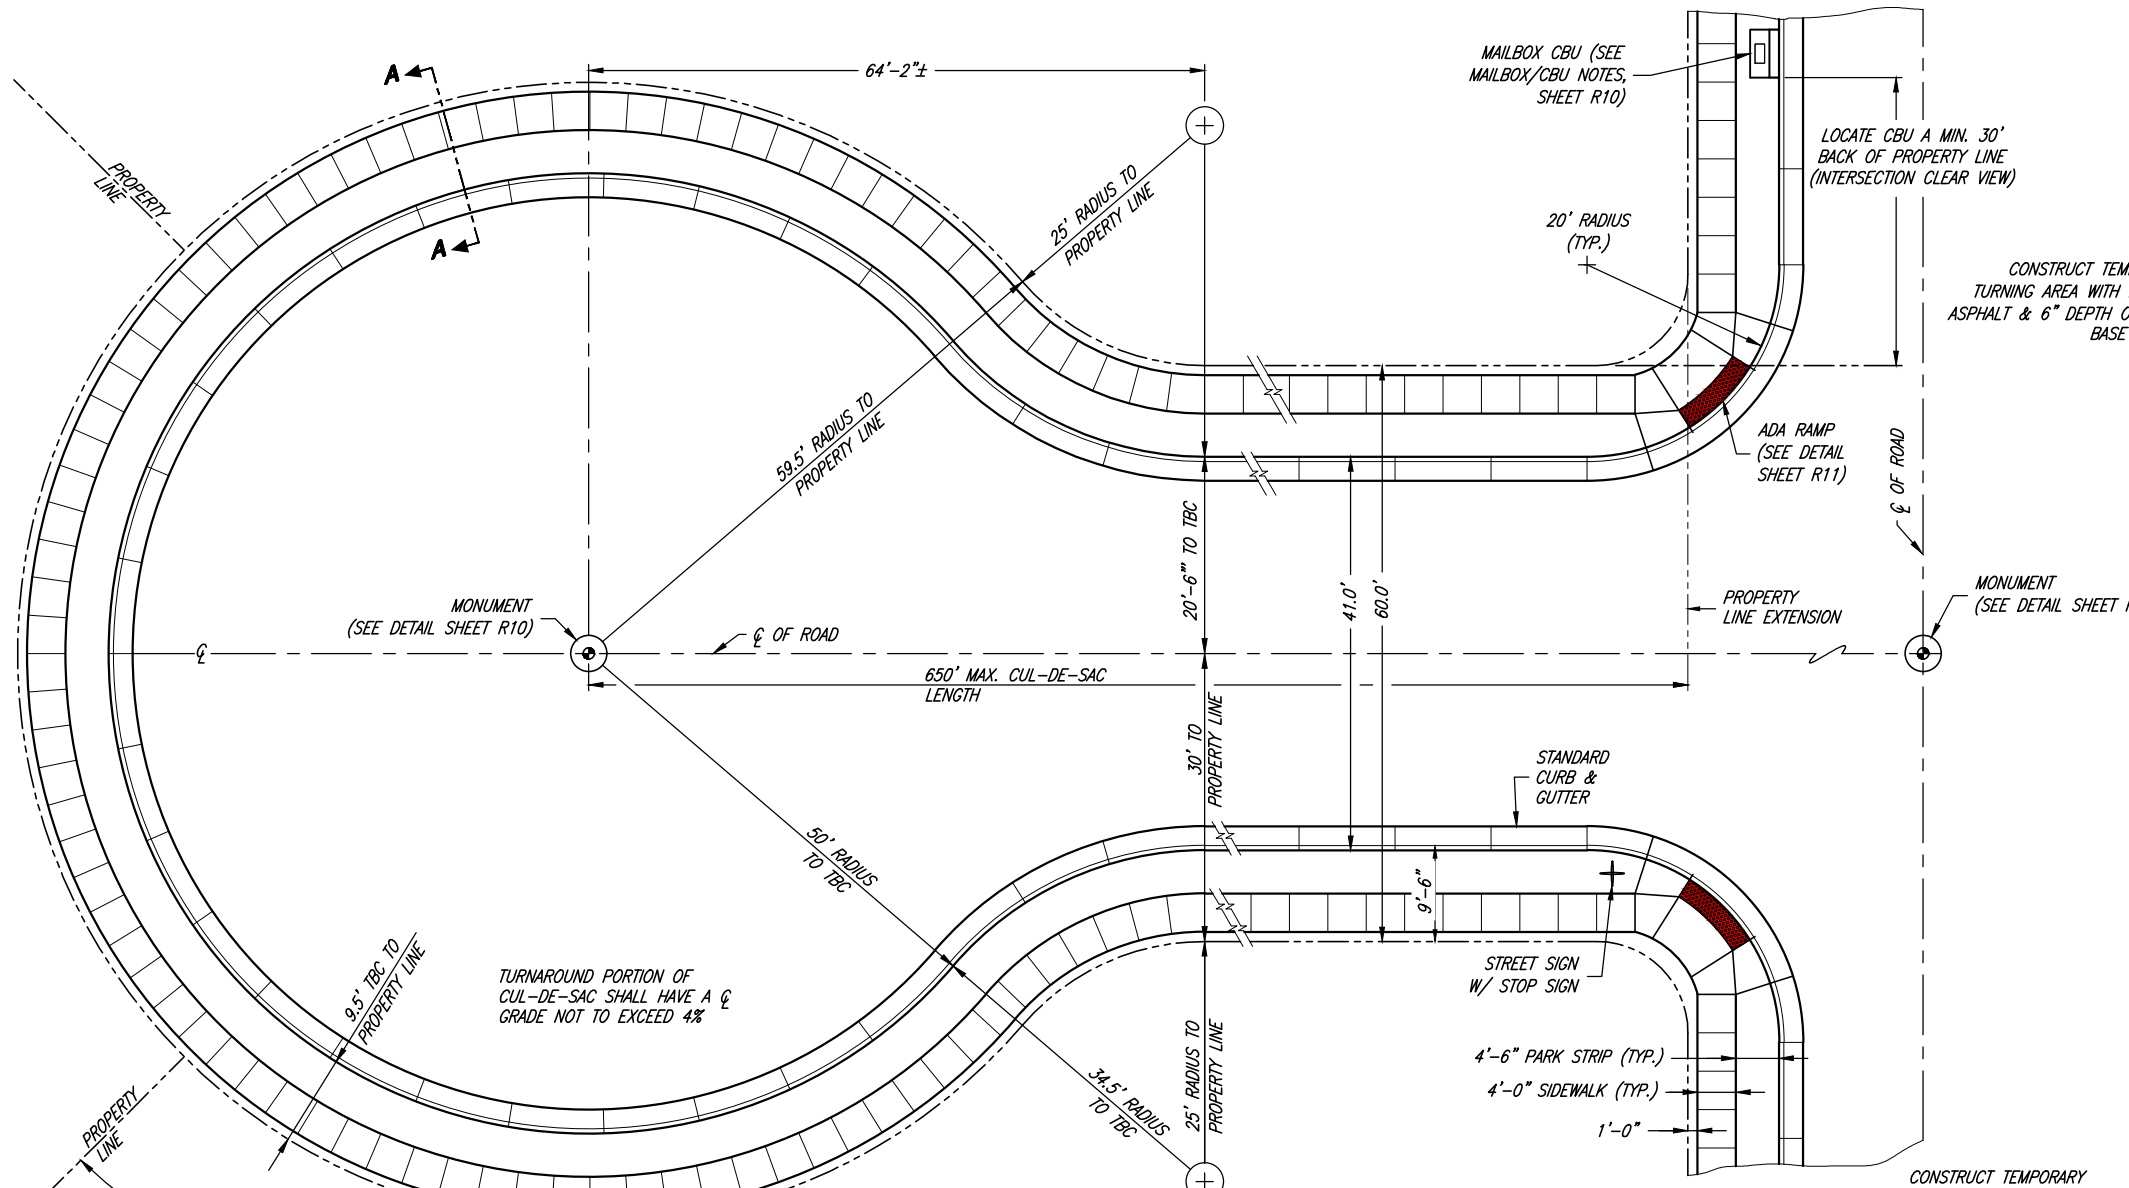 A
64'-2"±
MAILBOX CBU (SEE
MAILBOX/CBU NOTES,
SHEET R10)
LOCATE CBU A MIN. 30'
BACK OF PROPERTY LINE
(INTERSECTION CLEAR VIEW)
PROPERTY
LINE
A
25' RADIUS TO
PROPERTY LINE
20' RADIUS
(TYP.)
CONSTRUCT TEM
TURNING AREA WITH
ASPHALT & 6" DEPTH O
BASE
59.5' RADIUS TO
PROPERTY LINE
ADA RAMP
(SEE DETAIL
SHEET R11)
℄ OF ROAD
20'-6"' TO TBC
41.0'
60.0'
MONUMENT
(SEE DETAIL SHEET R10)
℄ OF ROAD
℄
PROPERTY
LINE EXTENSION
MONUMENT
(SEE DETAIL SHEET
650' MAX. CUL-DE-SAC
LENGTH
30' TO
PROPERTY LINE
STANDARD
CURB &
GUTTER
50' RADIUS
TO TBC
9'-6"
9.5' TBC TO
PROPERTY LINE
TURNAROUND PORTION OF
CUL-DE-SAC SHALL HAVE A ℄
GRADE NOT TO EXCEED 4%
STREET SIGN
W/ STOP SIGN
25' RADIUS TO
PROPERTY LINE
34.5' RADIUS
TO TBC
4'-6" PARK STRIP (TYP.)
4'-0" SIDEWALK (TYP.)
1'-0"
PROPERTY
LINE
CONSTRUCT TEMPORARY